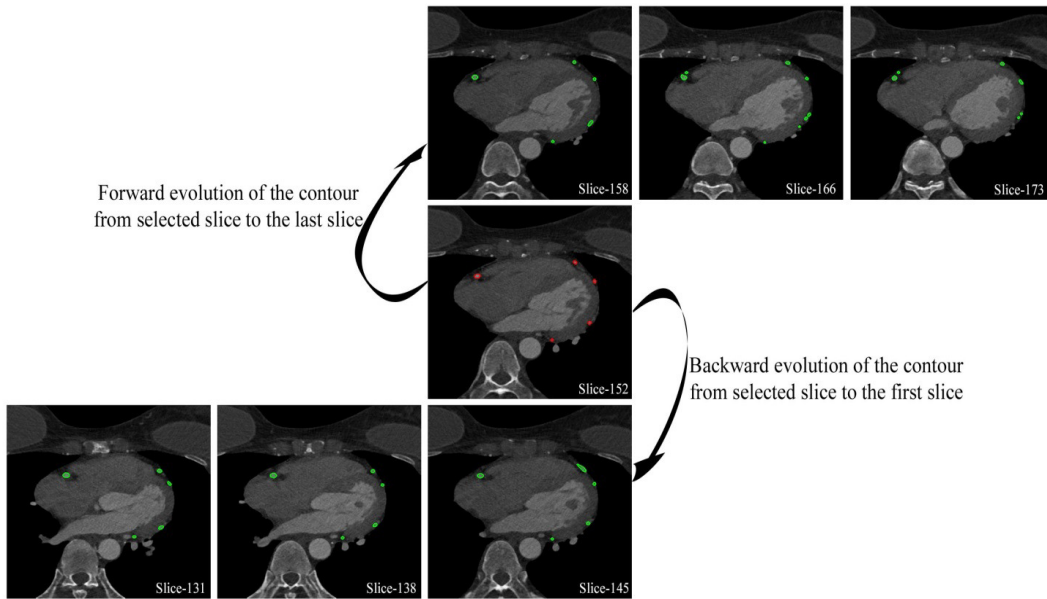 Slice-158
Slice-166
Slice-173
Forward evolution of the contour
from selected slice to the last slice
Slice-152
Backward evolution of the contour
from selected slice to the first slice
Slice-131
Slice-138
Slice-145